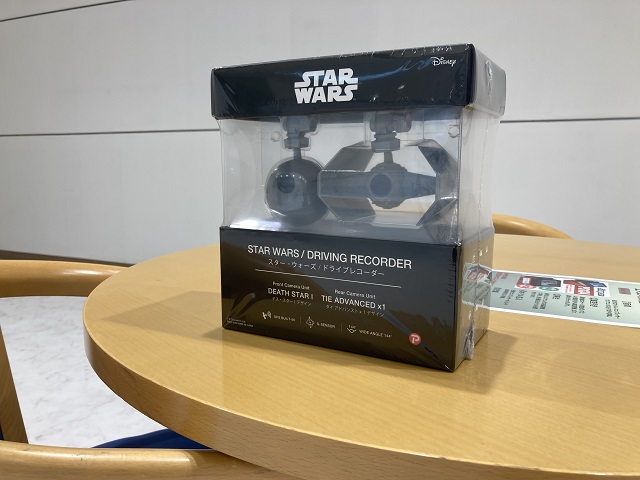 Disney
STAR
WARS
STAR WARS / DRIVING RECORDER
スター・ウォーズ / ドライブレコーダー
Front Camera Unit
DEATH STAR I
デス・スター I デザイン
Rear Camera Unit
TIE ADVANCED x1
タイ アドバンスト x1 デザイン
GPS BUILT-IN
G-SENSOR
WIDE ANGLE
P